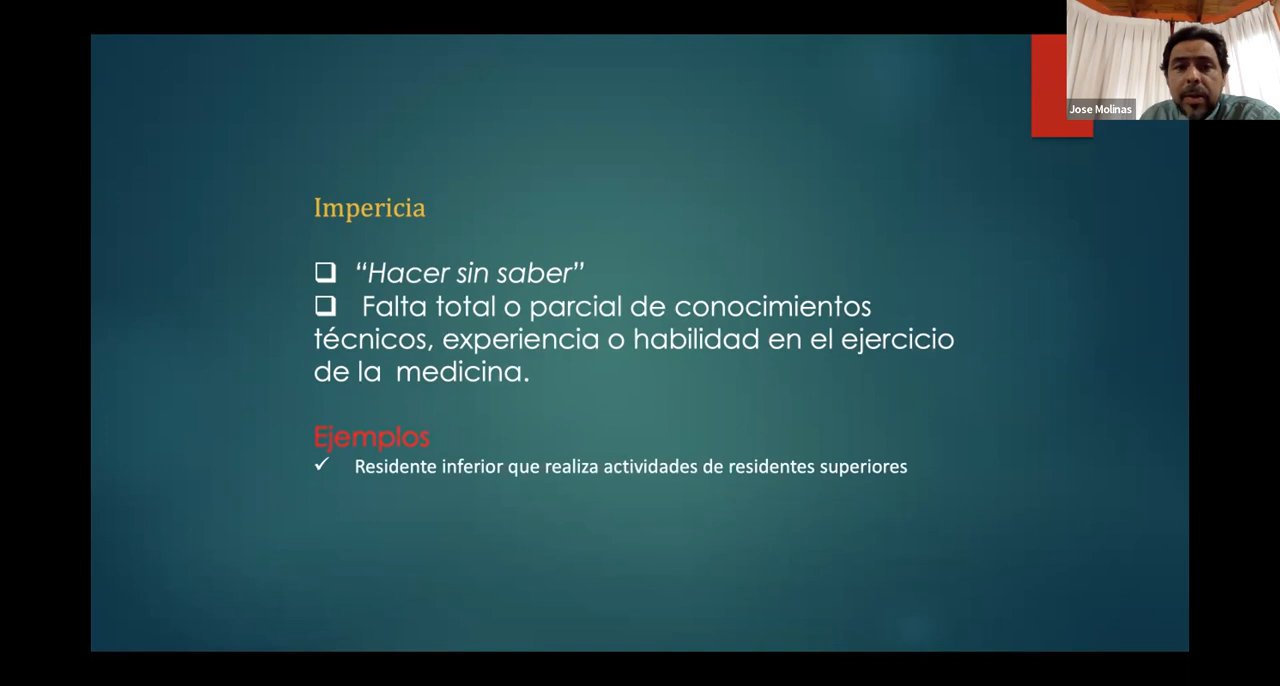 Jose Molinas
Impericia
❑ “Hacer sin saber”
❑ Falta total o parcial de conocimientos
técnicos, experiencia o habilidad en el ejercicio
de la medicina.
Ejemplos
✓ Residente inferior que realiza actividades de residentes superiores